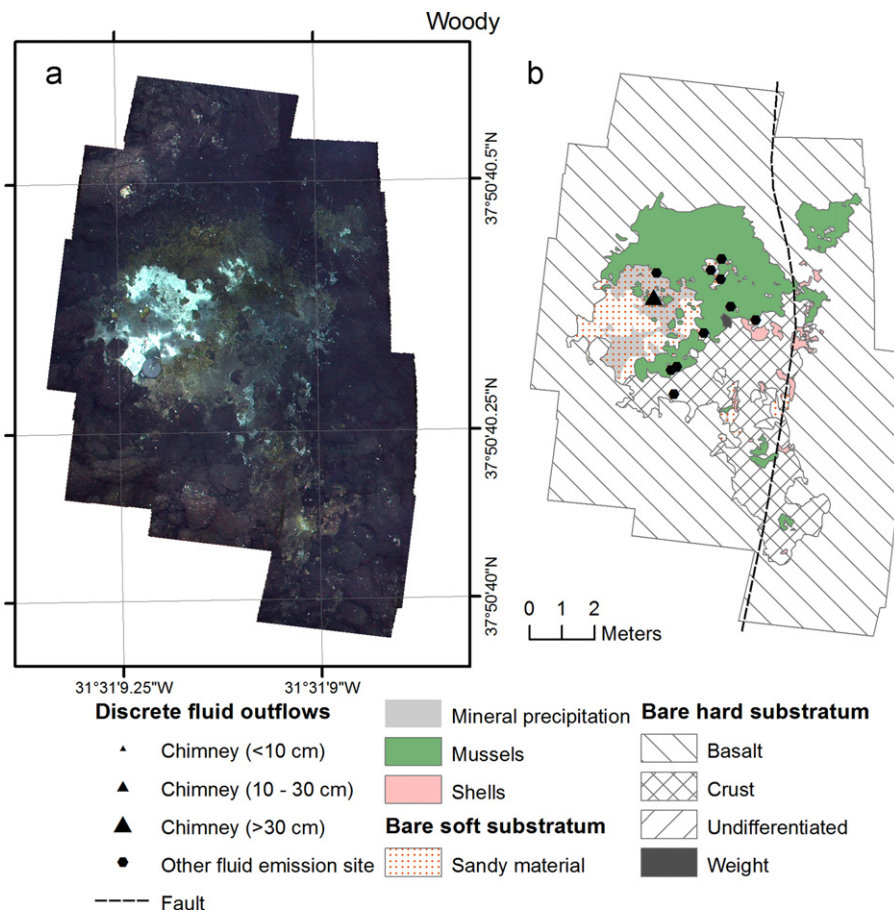 Woody
a
b
37°50'40.5"N
37°50'40.25"N
37°50'40"N
0 1 2
Meters
31°31'9.25"W
31°31'9"W
Discrete fluid outflows
Chimney (<10 cm)
Chimney (10 - 30 cm)
Chimney (>30 cm)
Other fluid emission site
Fault
Mineral precipitation
Mussels
Shells
Bare soft substratum
Sandy material
Bare hard substratum
Basalt
Crust
Undifferentiated
Weight